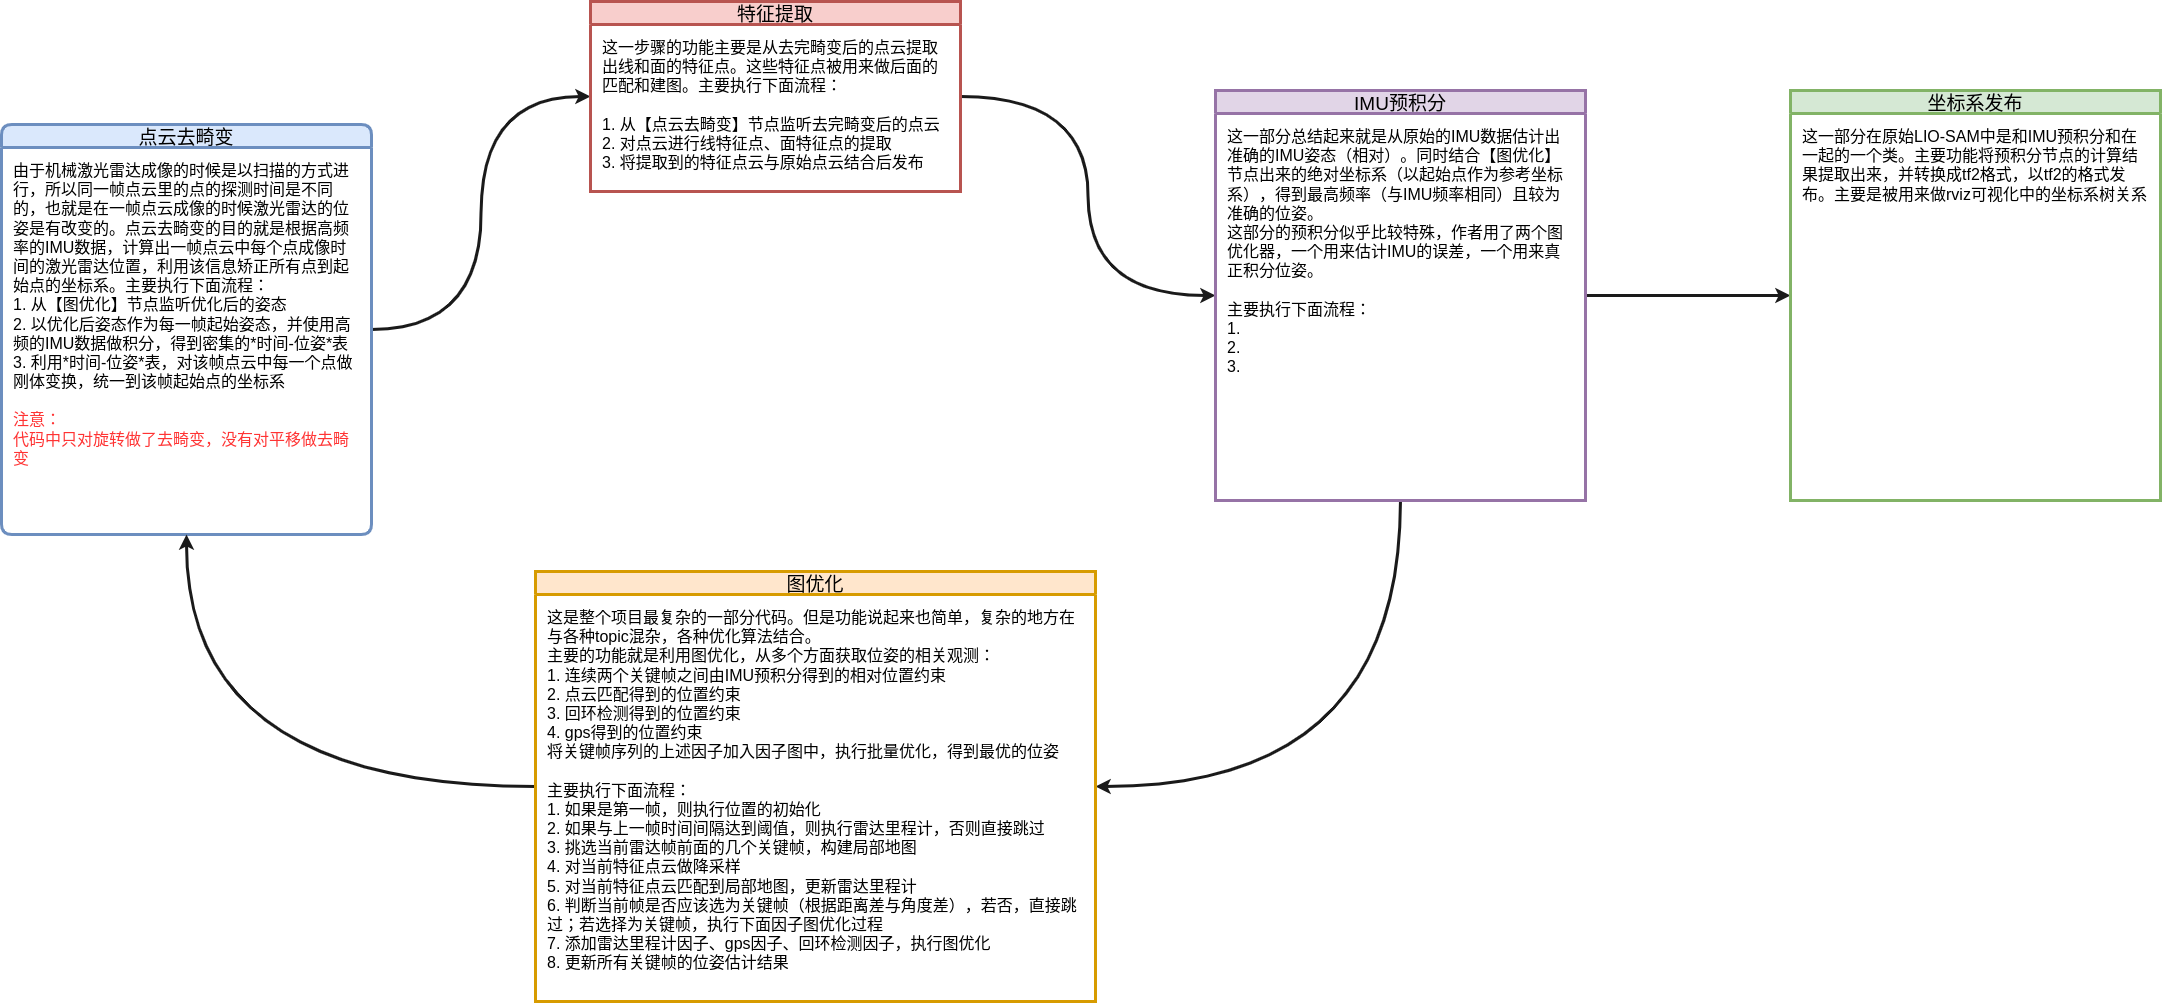 特征提取
这一步骤的功能主要是从去完畸变后的点云提取
出线和面的特征点。这些特征点被用来做后面的
匹配和建图。主要执行下面流程：
1. 从【点云去畸变】节点监听去完畸变后的点云
2. 对点云进行线特征点、面特征点的提取
3. 将提取到的特征点云与原始点云结合后发布
点云去畸变
由于机械激光雷达成像的时候是以扫描的方式进
行，所以同一帧点云里的点的探测时间是不同
的，也就是在一帧点云成像的时候激光雷达的位
姿是有改变的。点云去畸变的目的就是根据高频
率的IMU数据，计算出一帧点云中每个点成像时
间的激光雷达位置，利用该信息矫正所有点到起
始点的坐标系。主要执行下面流程：
1. 从【图优化】节点监听优化后的姿态
2. 以优化后姿态作为每一帧起始姿态，并使用高
频的IMU数据做积分，得到密集的*时间-位姿*表
3. 利用*时间-位姿*表，对该帧点云中每一个点做
刚体变换，统一到该帧起始点的坐标系
注意：
代码中只对旋转做了去畸变，没有对平移做去畸
变
IMU预积分
这一部分总结起来就是从原始的IMU数据估计出
准确的IMU姿态（相对）。同时结合【图优化】
节点出来的绝对坐标系（以起始点作为参考坐标
系），得到最高频率（与IMU频率相同）且较为
准确的位姿。
这部分的预积分似乎比较特殊，作者用了两个图
优化器，一个用来估计IMU的误差，一个用来真
正积分位姿。
主要执行下面流程：
1.
2.
3.
坐标系发布
这一部分在原始LIO-SAM中是和IMU预积分和在
一起的一个类。主要功能将预积分节点的计算结
果提取出来，并转换成tf2格式，以tf2的格式发
布。主要是被用来做rviz可视化中的坐标系树关系
图优化
这是整个项目最复杂的一部分代码。但是功能说起来也简单，复杂的地方在
与各种topic混杂，各种优化算法结合。
主要的功能就是利用图优化，从多个方面获取位姿的相关观测：
1. 连续两个关键帧之间由IMU预积分得到的相对位置约束
2. 点云匹配得到的位置约束
3. 回环检测得到的位置约束
4. gps得到的位置约束
将关键帧序列的上述因子加入因子图中，执行批量优化，得到最优的位姿
主要执行下面流程：
1. 如果是第一帧，则执行位置的初始化
2. 如果与上一帧时间间隔达到阈值，则执行雷达里程计，否则直接跳过
3. 挑选当前雷达帧前面的几个关键帧，构建局部地图
4. 对当前特征点云做降采样
5. 对当前特征点云匹配到局部地图，更新雷达里程计
6. 判断当前帧是否应该选为关键帧（根据距离差与角度差），若否，直接跳
过；若选择为关键帧，执行下面因子图优化过程
7. 添加雷达里程计因子、gps因子、回环检测因子，执行图优化
8. 更新所有关键帧的位姿估计结果